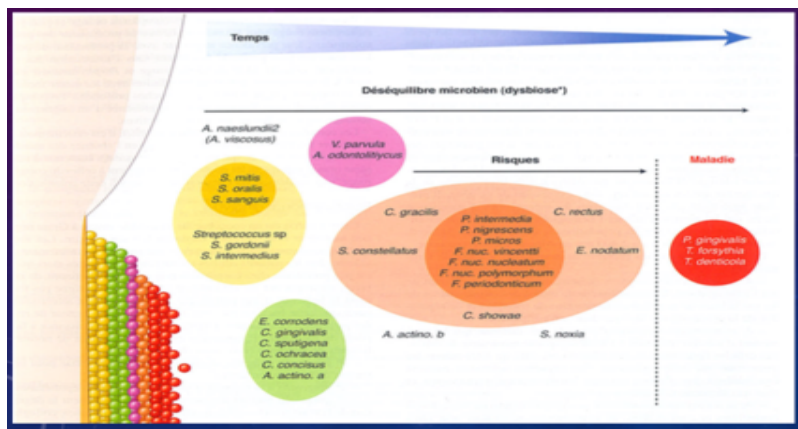 Temps
Déséquilibre microbien (dysbiose*)
A. naeslundii2
(A. viscosus)
V. parvula
A. odontolitiycus
Risques
Maladie
S. mitis
S. oralis
S. sanguis
Streptococcus sp
S. gordonii
S. intermedius
C. gracilis
C. rectus
S. constellatus
E. nodatum
P. intermedia
P. nigrescens
P. micros
F. nuc. vincentti
F. nuc. nucleatum
F. nuc. polymorphum
F. periodonticum
C. showae
P. gingivalis
T. forsythia
T. denticola
E. corrodens
C. gingivalis
C. sputigena
C. ochracea
C. concisus
A. actino. a
A. actino. b
S. noxia